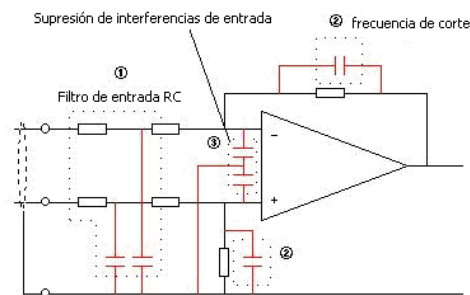 Supresión de interferencias de entrada
② frecuencia de corte
①
Filtro de entrada RC
③
−
+
②